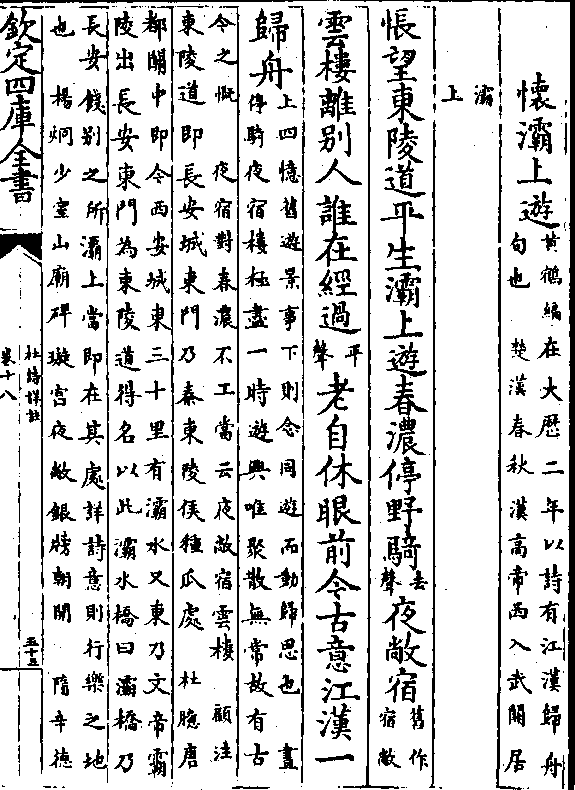 懷灞上遊
黃鶴編在大歷二年以詩有江漢歸舟
句也　楚漢春秋　漢高帝西入武關居
灞
上
悵望東陵道平生灞上遊春濃停野騎去聲夜敞宿舊作宿敞
雲樓離別人誰在經過平聲老自休眼前今古意江漢一
歸舟上四憶舊遊景事下則念同遊而動歸思也　晝
停騎夜宿樓極盡一時遊興唯聚散無常故有古
今之慨　夜宿對春濃不工當云夜敞宿雲樓　顧注
東陵道即長安城東門乃秦東陵侯種瓜處　杜臆唐
都關中即今西安城東三十里有灞水又東乃文帝霸
陵出長安東門為東陵道得名以此灞水橋曰灞橋乃
長安餞別之所灞上當即在其處詳詩意則行樂之地
也　楊炯少室山廟碑璇宮夜敞銀牓朝開　隋辛德
欽定四庫全書
杜詩詳註
卷十八
五十五